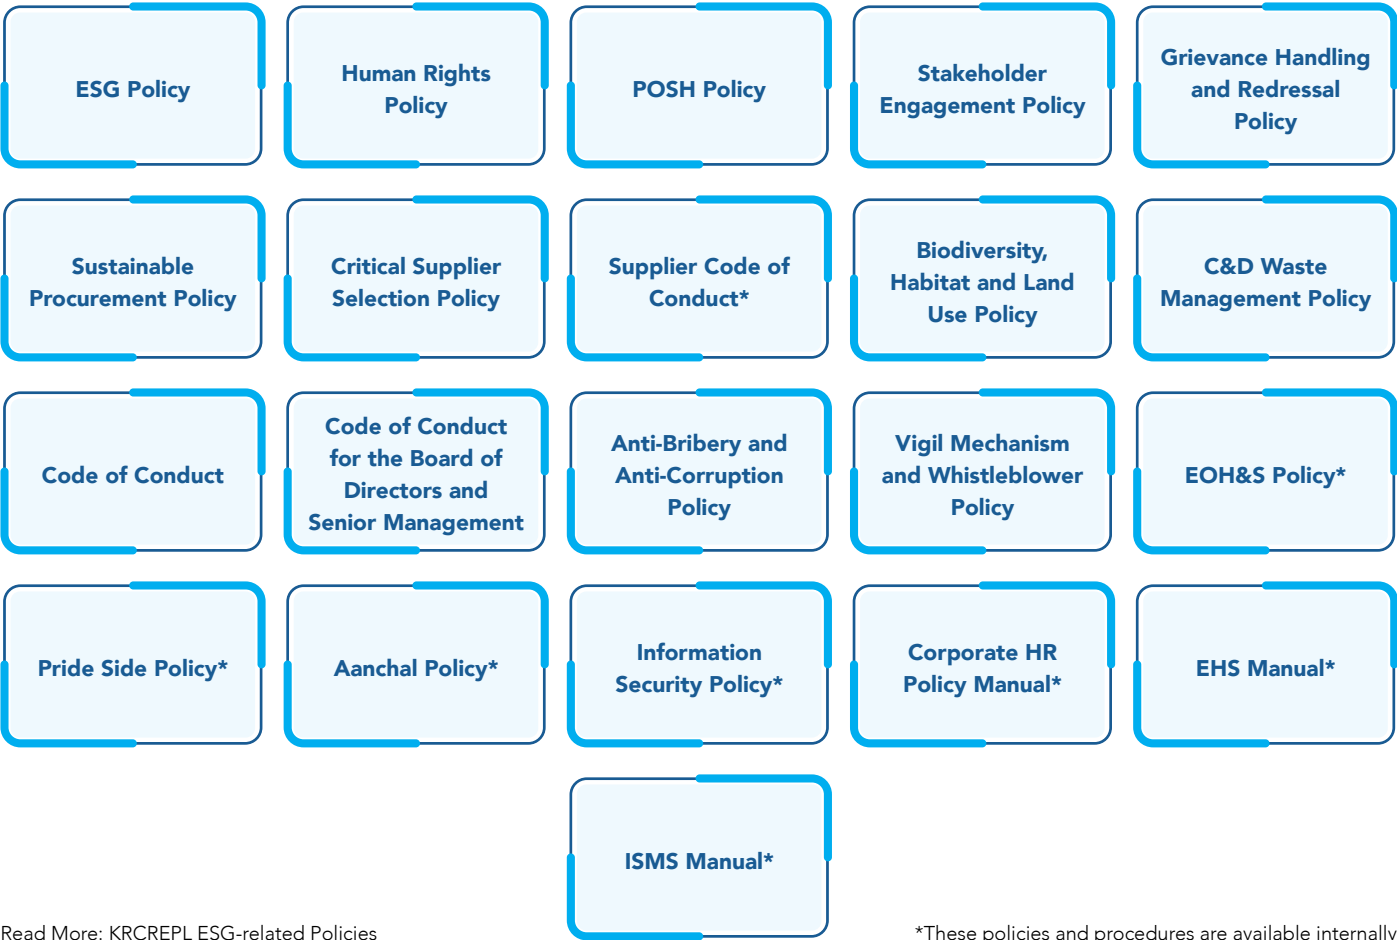 ESG Policy
Human Rights
Policy
POSH Policy
Stakeholder
Engagement Policy
Grievance Handling
and Redressal
Policy
Sustainable
Procurement Policy
Critical Supplier
Selection Policy
Supplier Code of
Conduct*
Biodiversity,
Habitat and Land
Use Policy
C&D Waste
Management Policy
Code of Conduct
Code of Conduct
for the Board of
Directors and
Senior Management
Anti-Bribery and
Anti-Corruption
Policy
Vigil Mechanism
and Whistleblower
Policy
EOH&S Policy*
Pride Side Policy*
Aanchal Policy*
Information
Security Policy*
Corporate HR
Policy Manual*
EHS Manual*
ISMS Manual*
Read More: KRCREPL ESG-related Policies
*These policies and procedures are available internally